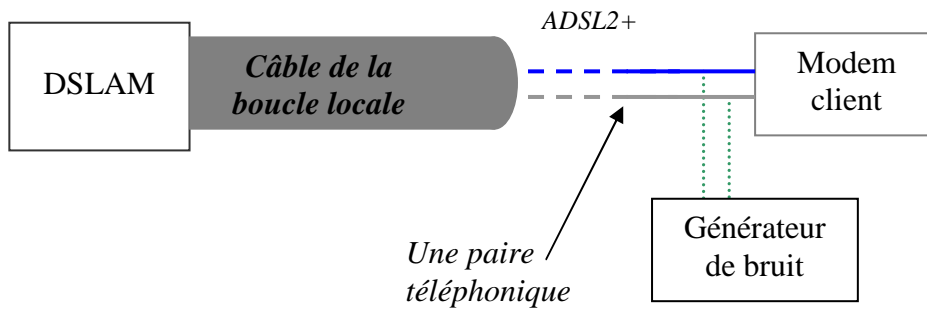 ADSL2+
DSLAM
Câble de la
boucle locale
Modem
client
Une paire
téléphonique
Générateur
de bruit